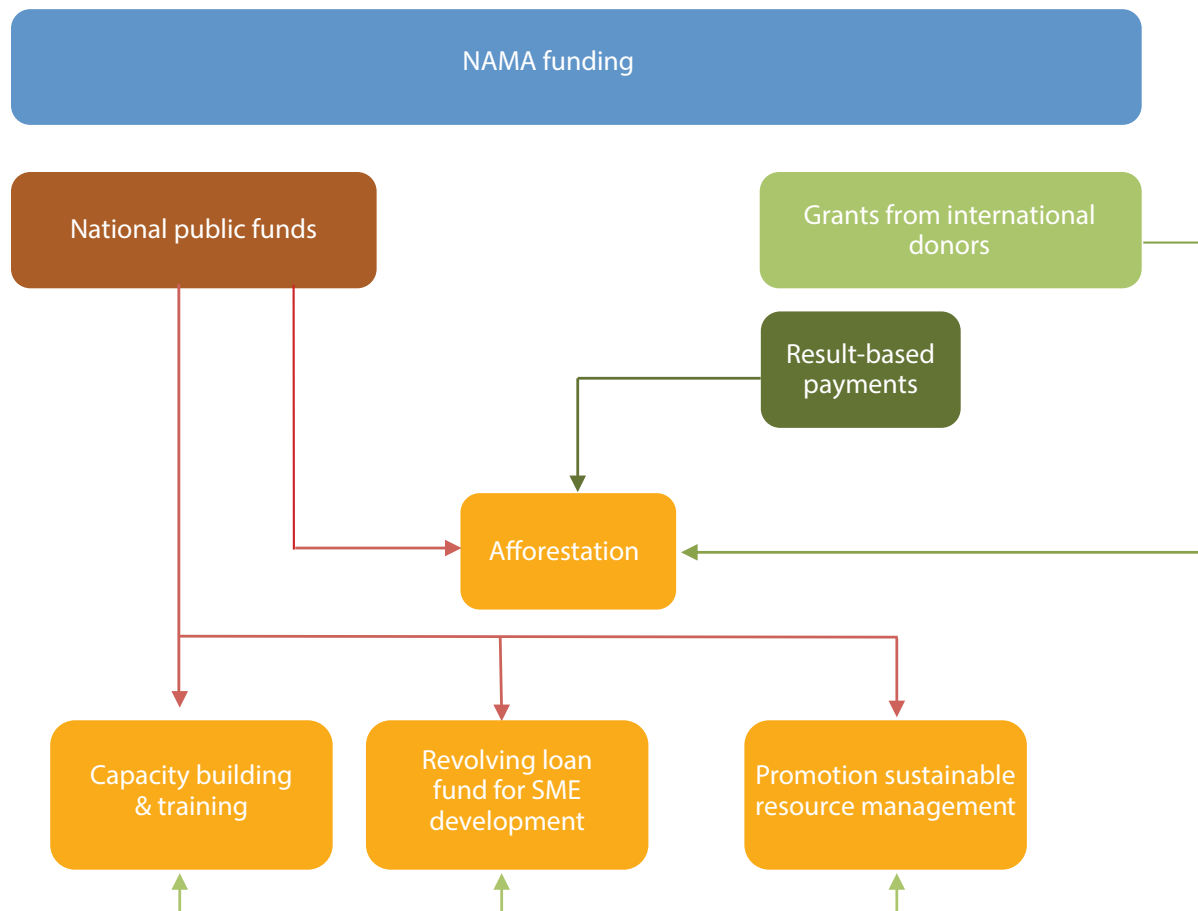 NAMA funding
National public funds
Grants from international
donors
Result-based
payments
Afforestation
Capacity building
& training
Revolving loan
fund for SME
development
Promotion sustainable
resource management